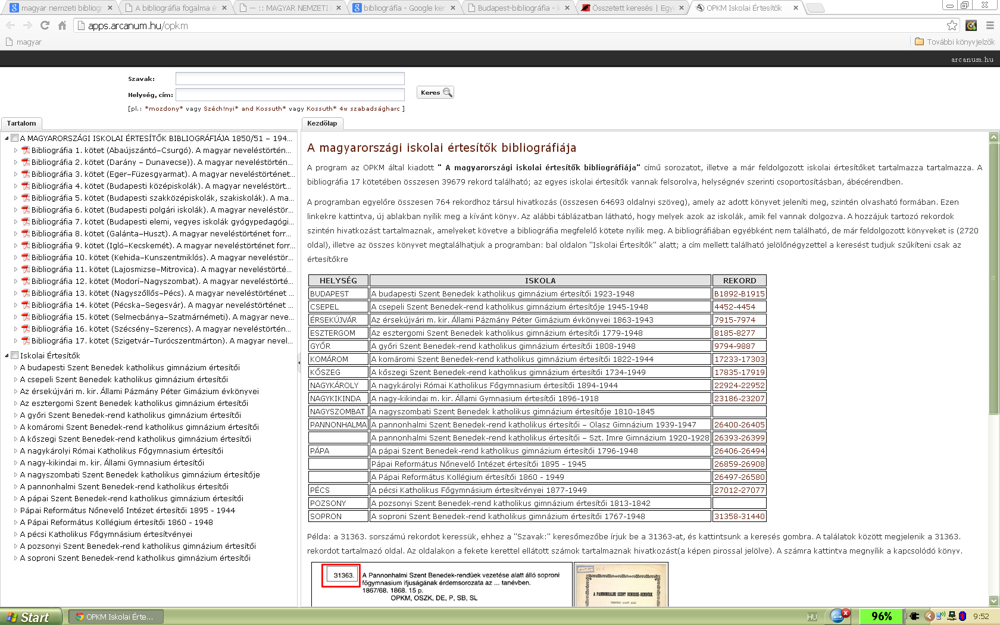 magyar nemzeti bibliogr
A bibliográfia fogalma é
-- :: MAGYAR NEMZETI
bibliográfia - Google ker
Budapest-bibliográfia - k
Összetett keresés | Egy
OPKM Iskolai Értesítők
apps.arcanum.hu/opkm
magyar
További könyvjelzők
arcanum.hu
Szavak:
Helység, cím:
Keres
[pl.: *mozdony* vagy Széch!nyi* and Kossuth* vagy Kossuth* 4w szabadságharc ]
Tartalom
A MAGYARORSZÁGI ISKOLAI ÉRTESÍTŐK BIBLIOGRÁFIÁJA 1850/51 – 194...
Bibliográfia 1. kötet (Abaújszántó–Csurgó). A magyar neveléstörtén...
Bibliográfia 2. kötet (Darány – Dunavecse)). A magyar neveléstörtén...
Bibliográfia 3. kötet (Eger–Füzesgyarmat). A magyar neveléstörténet...
Bibliográfia 4. kötet (Budapesti középiskolák). A magyar neveléstört...
Bibliográfia 5. kötet (Budapesti szakközépiskolák, szakiskolák). A ma...
Bibliográfia 6. kötet (Budapesti polgári iskolák). A magyar neveléstör...
Bibliográfia 7. kötet (Budapesti elemi, vegyes iskolák gyógypedagógi...
Bibliográfia 8. kötet (Galánta–Huszt). A magyar neveléstörténet forr...
Bibliográfia 9. kötet (Igló–Kecskemét). A magyar neveléstörténet forr...
Bibliográfia 10. kötet (Kehida–Kunszentmiklós). A magyar neveléstör...
Bibliográfia 11. kötet (Lajosmizse–Mitrovica). A magyar neveléstörté...
Bibliográfia 12. kötet (Modorí–Nagyszombat). A magyar neveléstörté...
Bibliográfia 13. kötet (Nagyszőllős–Pécs). A magyar neveléstörténet ...
Bibliográfia 14. kötet (Pécska–Segesvár). A magyar neveléstörténet ...
Bibliográfia 15. kötet (Selmecbánya–Szatmárnémeti). A magyar neve...
Bibliográfia 16. kötet (Szécsény–Szerencs). A magyar neveléstörtén...
Bibliográfia 17. kötet (Szigetvár–Turócszentmárton). A magyar nevel...
Iskolai Értesítők
A budapesti Szent Benedek katholikus gimnázium értesítői
A csepeli Szent Benedek katholikus gimnázium értesítői
Az érsekújvári m. kir. Állami Pázmány Péter Gimázium évkönyvei
Az esztergomi Szent Benedek katholikus gimnázium értesítői
A győri Szent Benedek-rend katholikus gimnázium értesítői
A komáromi Szent Benedek-rend katholikus gimnázium értesítői
A kőszegi Szent Benedek-rend katholikus gimnázium értesítői
A nagykárolyi Római Katholikus Főgymnasium értesítői
A nagy-kikindai m. kir. Állami Gymnasium értesítői
A nagyszombati Szent Benedek katholikus gimnázium értesítője
A pannonhalmi Szent Benedek-rend katholikus értesítői
A pápai Szent Benedek-rend katholikus gimnázium értesítői
Pápai Református Nőnevelő Intézet értesítői 1895 - 1944
A Pápai Református Kollégium értesítői 1860 - 1948
A pécsi Katholikus Főgymnásium értesítvényei
A pozsonyi Szent Benedek-rend katholikus gimnázium értesítői
A soproni Szent Benedek-rend katholikus gimnázium értesítői
Kezdőlap
A magyarországi iskolai értesítők bibliográfiája
A program az OPKM által kiadott " A magyarországi iskolai értesítők bibliográfiája" című sorozatot, illetve a már feldolgozott iskolai értesítőket tartalmazza tartalmazza. A
bibliográfia 17 kötetében összesen 39679 rekord található; az egyes iskolai értesítők vannak felsorolva, helységnév szerinti csoportosításban, ábécérendben.
A programban egyelőre összesen 764 rekordhoz társul hivatkozás (összesen 64693 oldalnyi szöveg), amely az adott könyvet jeleníti meg, szintén olvasható formában. Ezen
linkekre kattintva, új ablakban nyílik meg a kívánt könyv. Az alábbi táblázatban látható, hogy melyek azok az iskolák, amik fel vannak dolgozva. A hozzájuk tartozó rekordok
szintén hivatkozást tartalmaznak, amelyeket követve a bibliográfia megfelelő kötete nyílik meg. A bibliográfiában egyébként nem található, de már feldolgozott könyveket is (2720
oldal), illetve az összes könyvet megtalálhatjuk a programban: bal oldalon "Iskolai Értesítők" alatt; a cím mellett található jelölőnégyzettel a keresést tudjuk szűkíteni csak az
értesítőkre
HELYSÉG ISKOLA REKORD
BUDAPEST A budapesti Szent Benedek katholikus gimnázium értesítői 1923-1948 B1892-B1915
CSEPEL A csepeli Szent Benedek-rend katholikus gimnázium értesítője 1945-1948 4452-4454
ÉRSEKÚJVÁR Az érsekújvári m. kir. Állami Pázmány Péter Gimázium évkönyvei 1863-1943 7915-7974
ESZTERGOM Az esztergomi Szent Benedek katholikus gimnázium értesítői 1779-1948 8185-8277
GYŐR A győri Szent Benedek-rend katholikus gimnázium értesítői 1808-1948 9794-9887
KOMÁROM A komáromi Szent Benedek-rend katholikus gimnázium értesítői 1822-1944 17233-17303
KŐSZEG A kőszegi Szent Benedek-rend katholikus gimnázium értesítői 1734-1949 17835-17919
NAGYKÁROLY A nagykárolyi Római Katholikus Főgymnasium értesítői 1894-1944 22924-22952
NAGYKIKINDA A nagy-kikindai m. kir. Állami Gymnasium értesítői 1896-1918 23186-23207
NAGYSZOMBAT A nagyszombati Szent Benedek katholikus gimnázium értesítője 1810-1845
PANNONHALMA A pannonhalmi Szent Benedek-rend katholikus értesítői – Olasz Gimnázium 1939-1947 26400-26405
A pannonhalmi Szent Benedek-rend katholikus értesítői – Szt. Imre Gimnázium 1920-1928 26393-26399
PÁPA A pápai Szent Benedek-rend katholikus gimnázium értesítői 1796-1948 26406-26494
Pápai Református Nőnevelő Intézet értesítői 1895 - 1945 26859-26908
A Pápai Református Kollégium értesítői 1860 - 1949 26497-26580
PÉCS A pécsi Katholikus Főgymnásium értesítvényei 1877-1949 27012-27077
POZSONY A pozsonyi Szent Benedek-rend katholikus gimnázium értesítői 1813-1842
SOPRON A soproni Szent Benedek-rend katholikus gimnázium értesítői 1767-1948 31358-31440
Példa: a 31363. sorszámú rekordot keressük, ehhez a "Szavak:" keresőmezőbe írjuk be a 31363-at, és kattintsunk a keresés gombra. A találatok között megjelenik a 31363.
rekordot tartalmazó oldal. Az oldalakon a fekete kerettel ellátott számok tartalmaznak hivatkozást(a képen pirossal jelölve). A számra kattintva megnyílik a kapcsolódó könyv.
31363. A Pannonhalmi Szent Benedek-rendüek vezetése alatt álló soproni
főgymnasium ifjuságának érdemsorozata az ... tanévben.
1867/68. 1868. 15 p.
OPKM, OSZK, DE, P, SB, SL
A PANNONHALMI SZENT BENEDEK-RENDÜEK
VEZETÉSE ALATT ÁLLÓ
Start
OPKM Iskolai Érte...
HU
96%
9:52